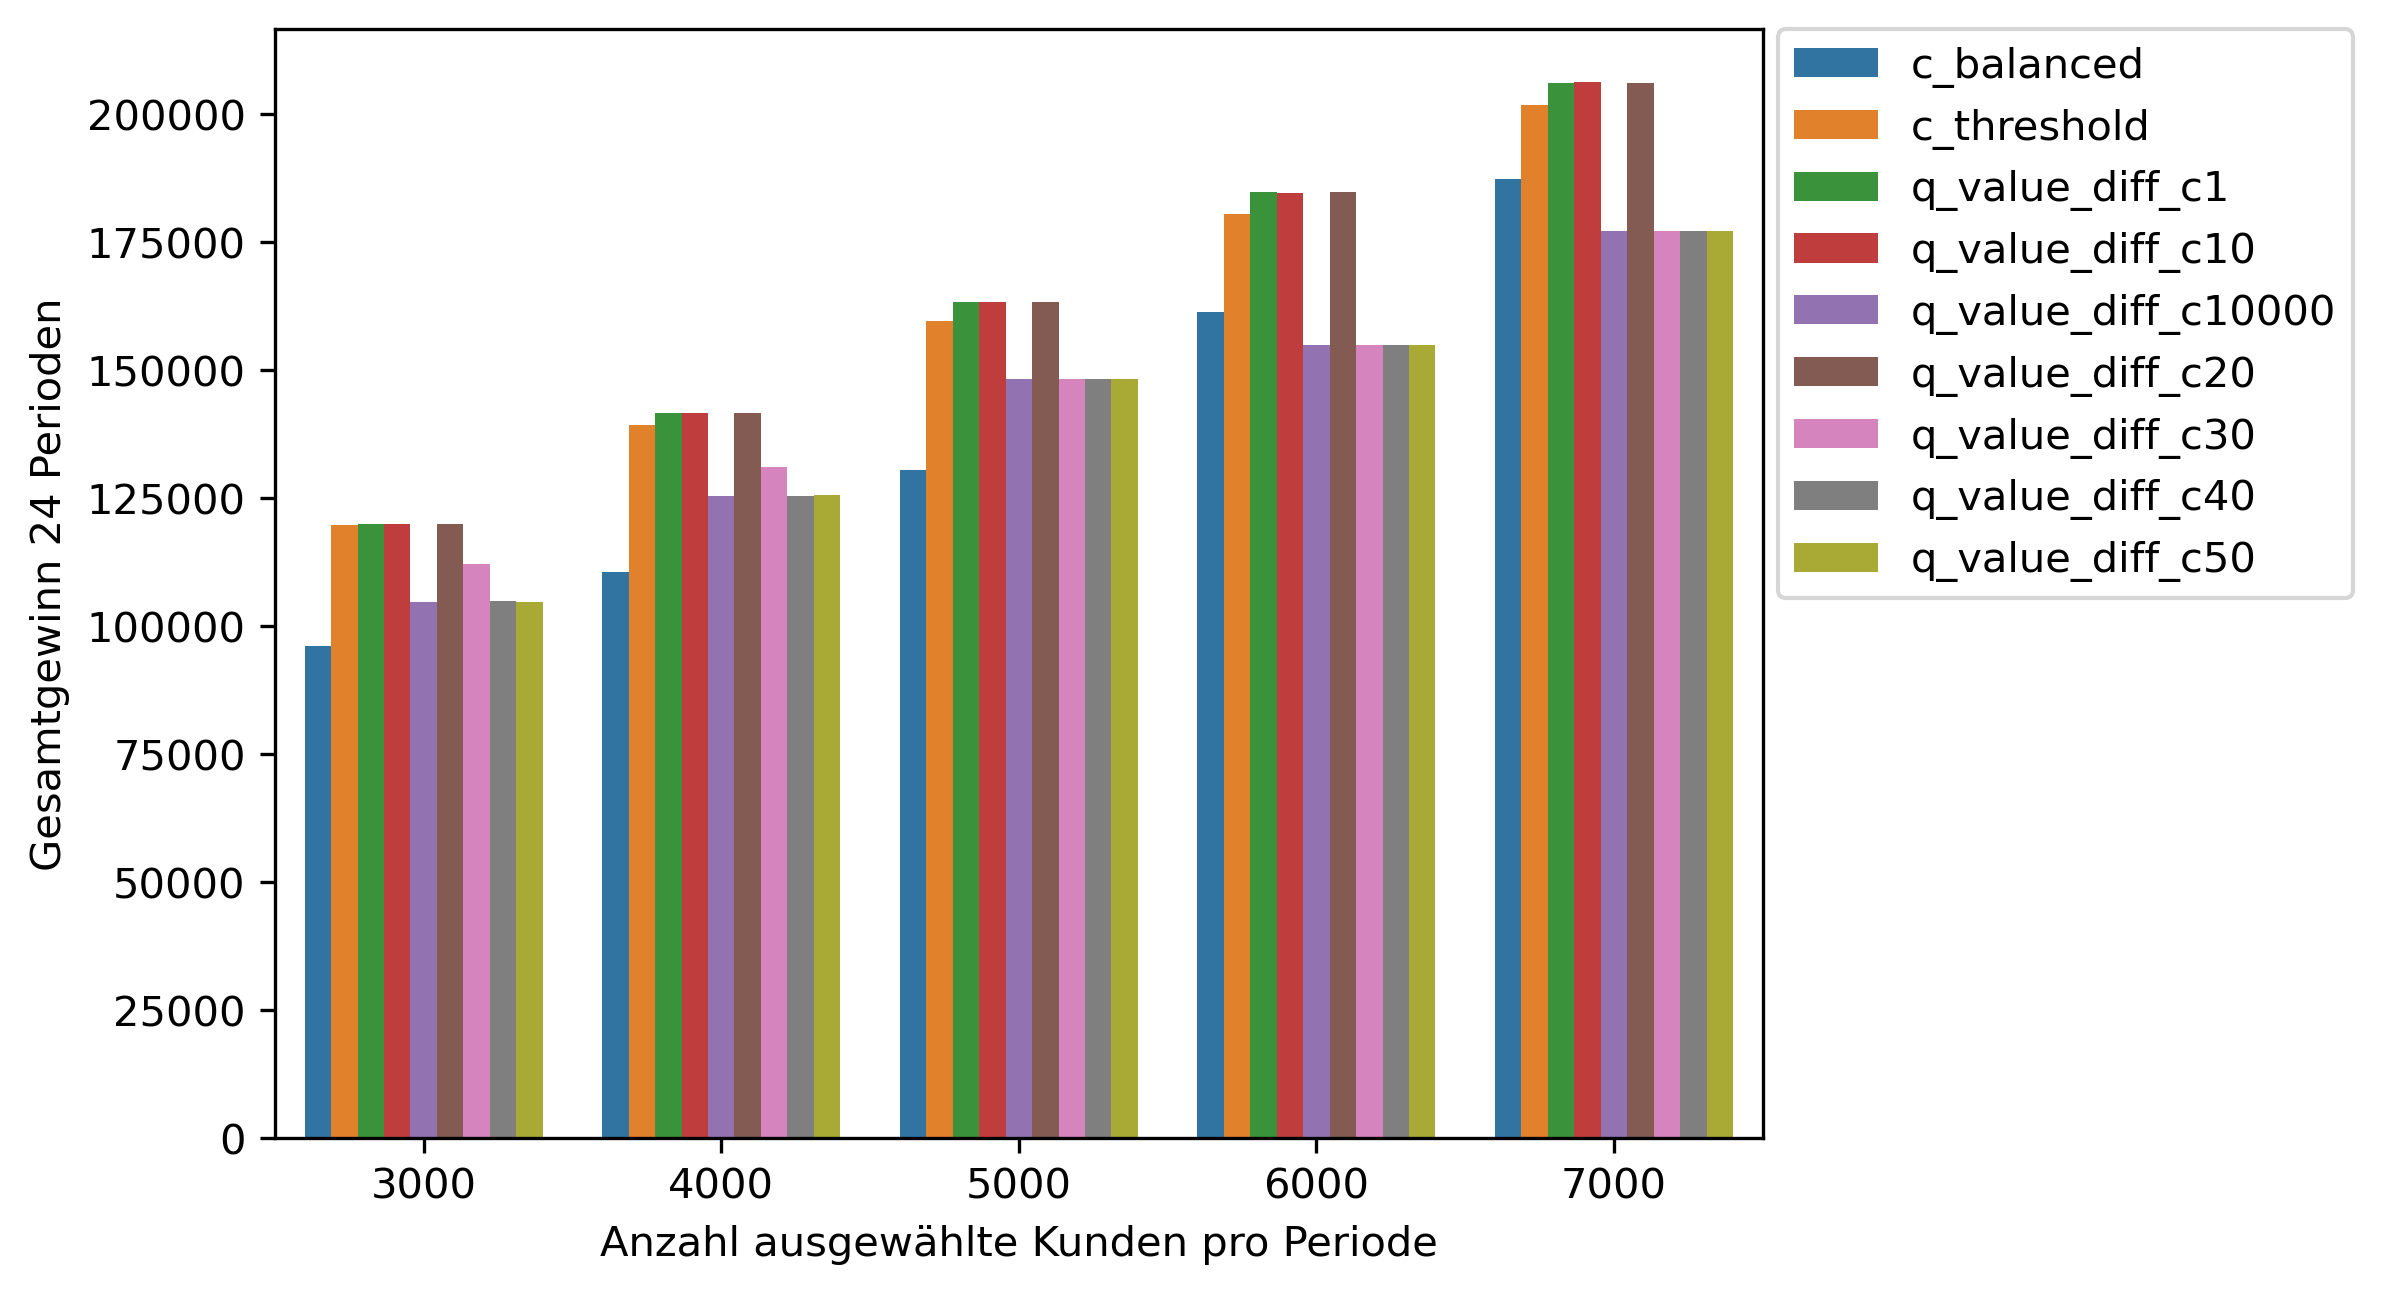 Gesamtgewinn 24 Perioden
200000
175000
150000
125000
100000
75000
50000
25000
0
3000 4000 5000 6000 7000
Anzahl ausgewählte Kunden pro Periode
c_balanced
c_threshold
q_value_diff_c1
q_value_diff_c10
q_value_diff_c10000
q_value_diff_c20
q_value_diff_c30
q_value_diff_c40
q_value_diff_c50